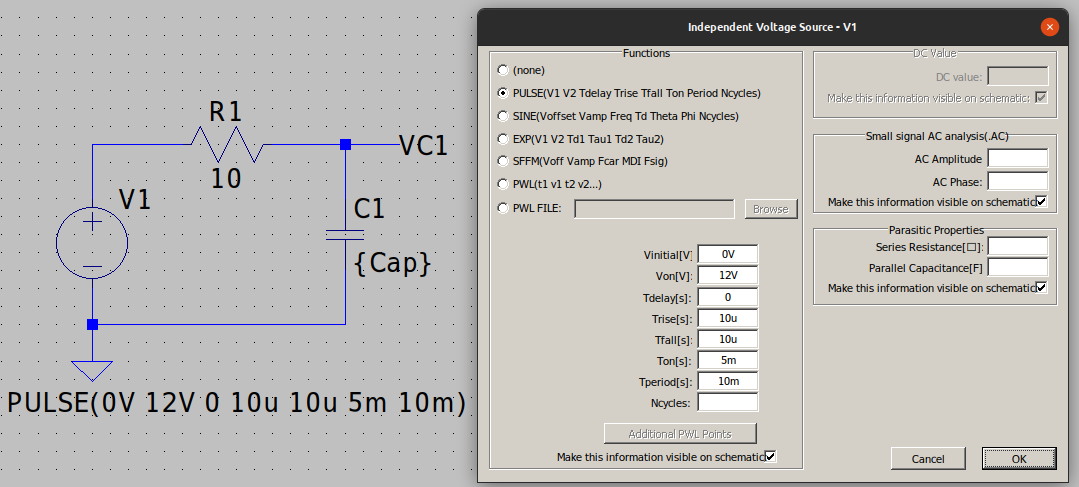 R1
10
VC1
V1
C1
{Cap}
PULSE(0V 12V 0 10u 10u 5m 10m)
Independent Voltage Source - V1
Functions
(none)
PULSE(V1 V2 Tdelay Trise Tfall Ton Period Ncycles)
SINE(Voffset Vamp Freq Td Theta Phi Ncycles)
EXP(V1 V2 Td1 Tau1 Td2 Tau2)
SFFM(Voff Vamp Fcar MDI Fsig)
PWL(t1 v1 t2 v2...)
PWL FILE:
Browse
Vinitial[V]
0V
Von[V]:
12V
Tdelay[s]:
0
Trise[s]:
10u
Tfall[s]:
10u
Ton[s]:
5m
Tperiod[s]:
10m
Ncycles:
Additional PWL Points
Make this information visible on schematic
DC Value
DC value:
Make this information visible on schematic:
Small signal AC analysis(.AC)
AC Amplitude
AC Phase:
Make this information visible on schematic
Parasitic Properties
Series Resistance[□]:
Parallel Capacitance[F]
Make this information visible on schematic
Cancel
OK